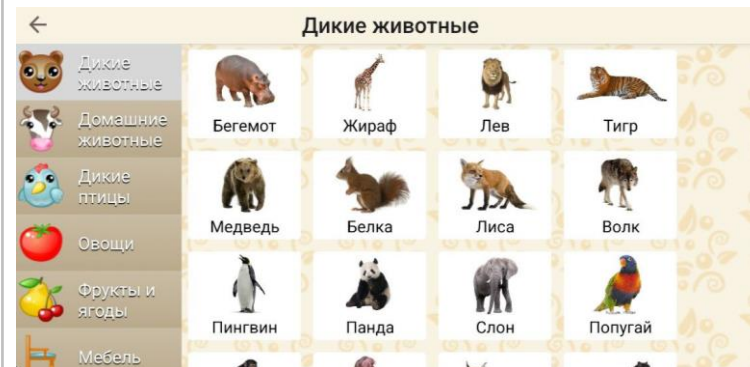 Дикие животные
Дикие
животные
Домашние
животные
Дикие
птицы
Овощи
Фрукты и
ягоды
Мебель
Бегемот
Жираф
Лев
Тигр
Медведь
Белка
Лиса
Волк
Пингвин
Панда
Слон
Попугай